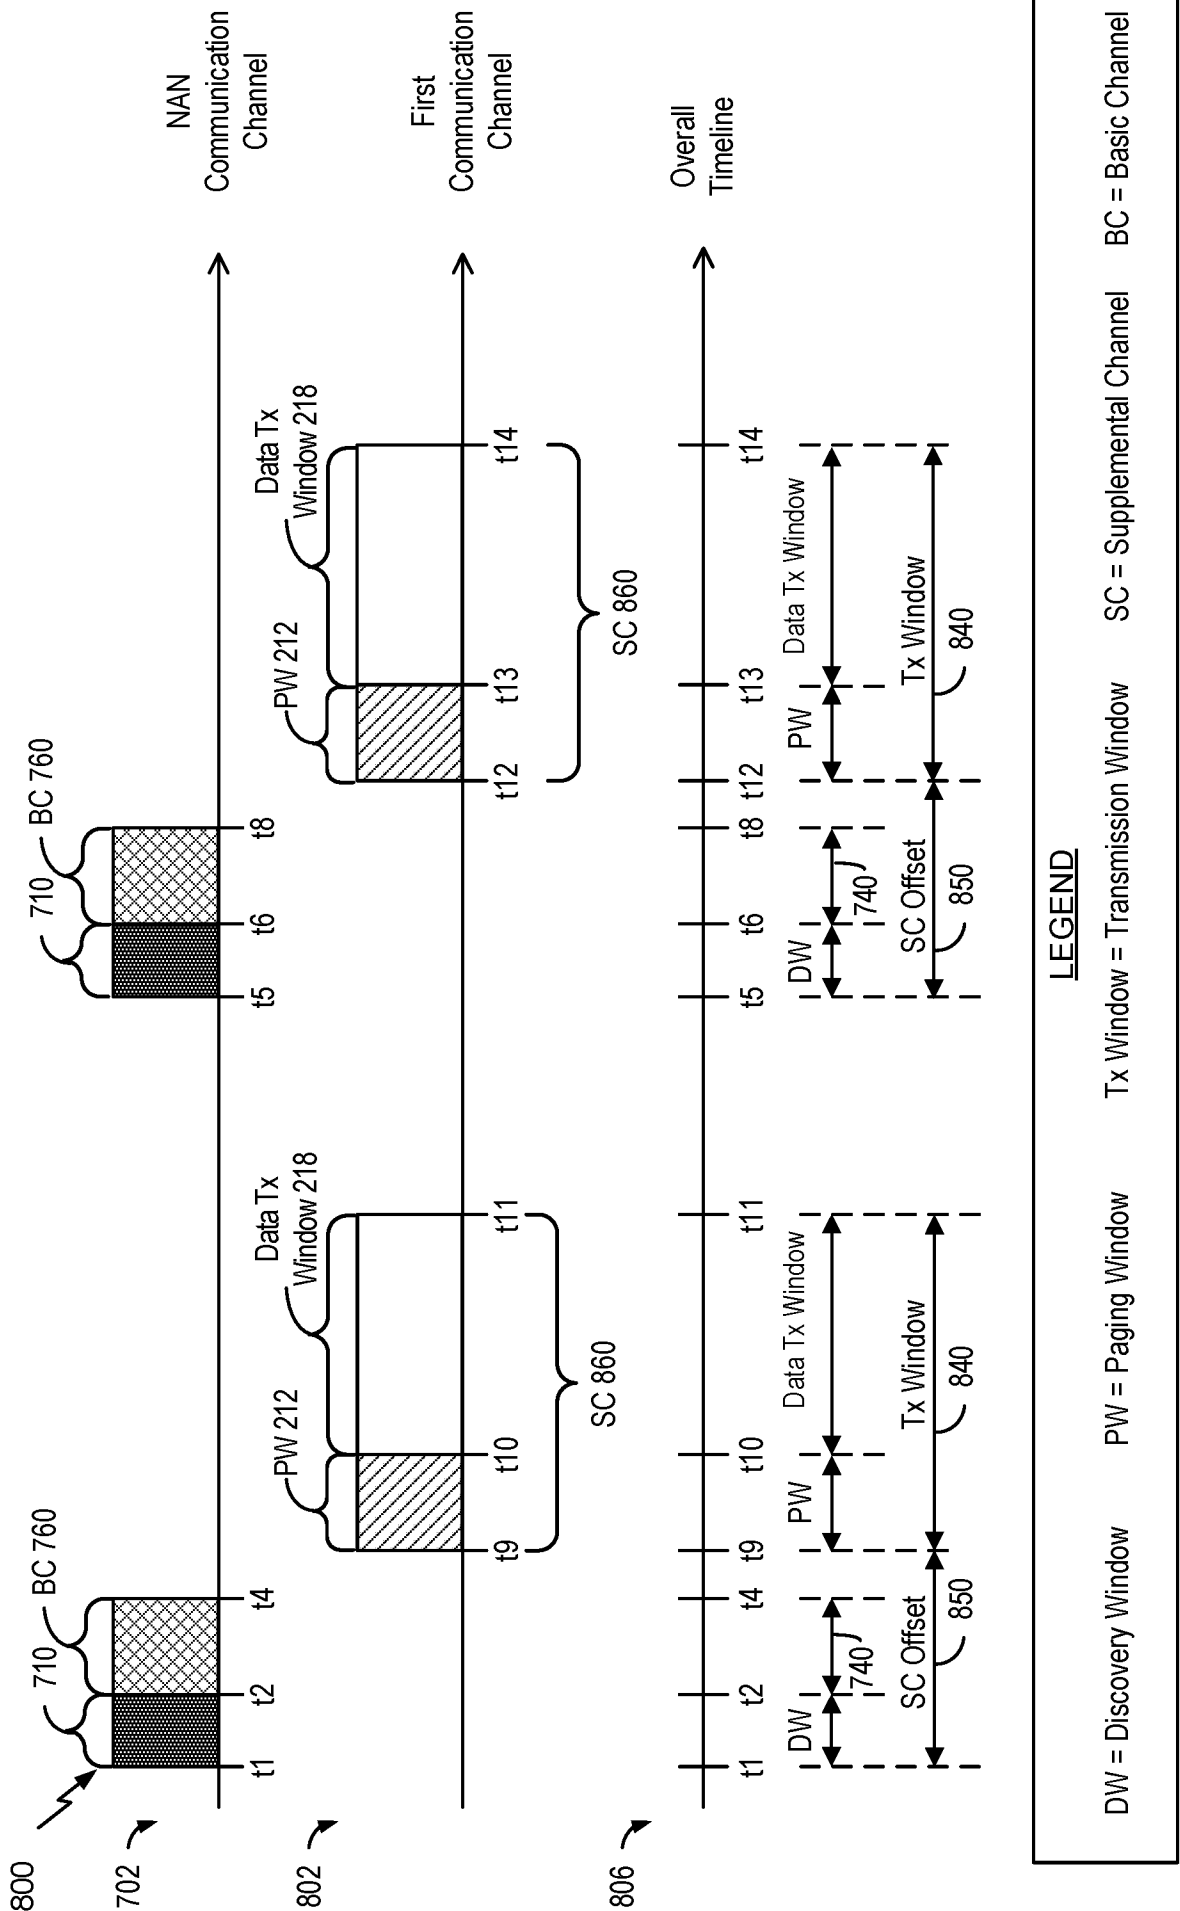 800
702
710
BC 760
710
BC 760
t1
t2
t4
t5
t6
t8
NAN
Communication
Channel
802
PW 212
Data Tx
Window 218
PW 212
Data Tx
Window 218
t9
t10
t11
t12
t13
t14
SC 860
SC 860
First
Communication
Channel
806
Overall
Timeline
t1
t2
t4
t9
t10
t11
t5
t6
t8
t12
t13
t14
DW
PW
Data Tx Window
DW
PW
Data Tx Window
740
740
SC Offset
Tx Window
SC Offset
Tx Window
850
840
850
840
LEGEND
DW = Discovery Window
PW = Paging Window
Tx Window = Transmission Window
SC = Supplemental Channel
BC = Basic Channel